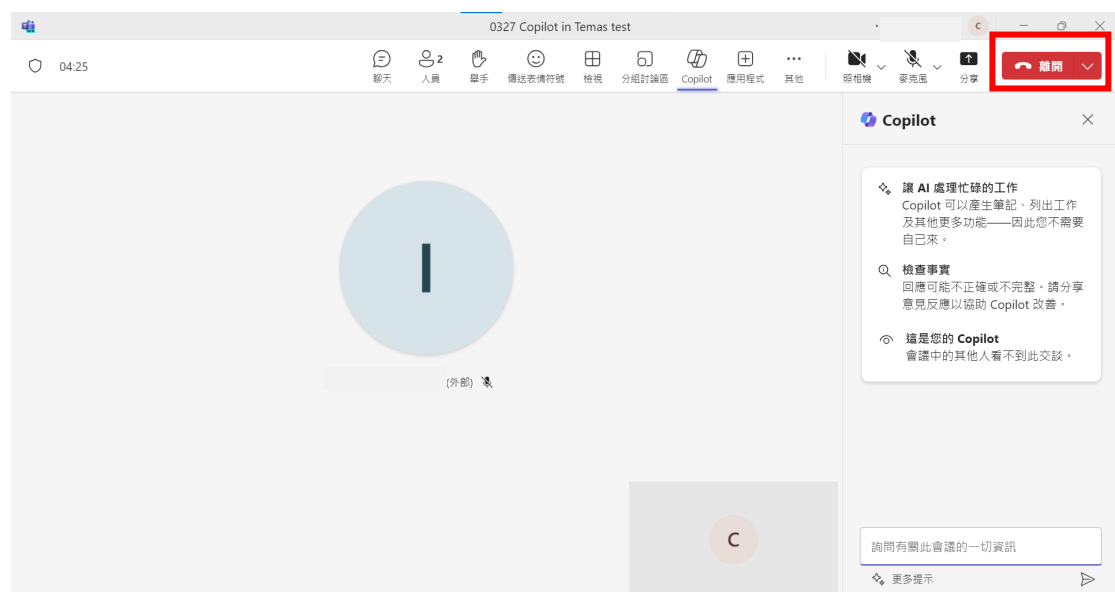 0327 Copilot in Temas test
C
04:25
聊天
2
人員
舉手
傳送表情符號
檢視
分組討論區
Copilot
應用程式
其他
照相機
麥克風
分享
離開
Copilot
讓 AI 處理忙碌的工作
Copilot 可以產生筆記、列出工作
及其他更多功能——因此您不需要
自己來。
檢查事實
回應可能不正確或不完整。請分享
意見反應以協助 Copilot 改善。
這是您的 Copilot
會議中的其他人看不到此交談。
I
(外部)
C
詢問有關此會議的一切資訊
更多提示